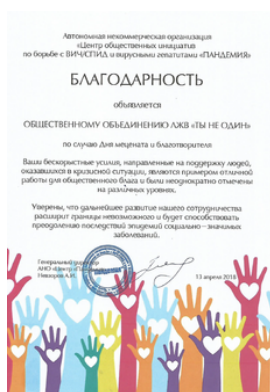 Автономная некоммерческая организация
«Центр общественных инициатив
по борьбе с ВИЧ/СПИД и вирусными гепатитами «ПАНДЕМИЯ»
БЛАГОДАРНОСТЬ
объявляется
ОБЩЕСТВЕННОМУ ОБЪЕДИНЕНИЮ ЛЖВ «ТЫ НЕ ОДИН»
по случаю Дня мецената и благотворителя
Ваши бескорыстные усилия, направленные на поддержку людей,
оказавшихся в кризисной ситуации, являются примером отличной
работы для общественного блага и были неоднократно отмечены
на различных уровнях.
Уверены, что дальнейшее развитие нашего сотрудничества
расширит границы невозможного и будет способствовать
преодолению последствий эпидемий социально – значимых
заболеваний.
Генеральный директор
АНО «Центр
13 апреля 2018